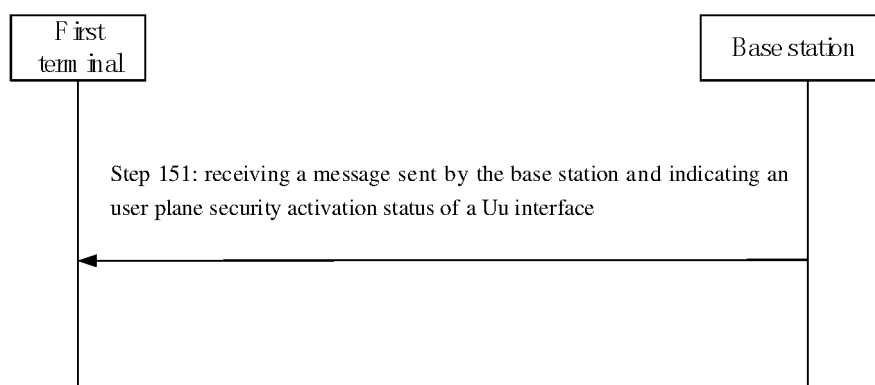 First
terminal
Base station
Step 151: receiving a message sent by the base station and indicating an
user plane security activation status of a Uu interface